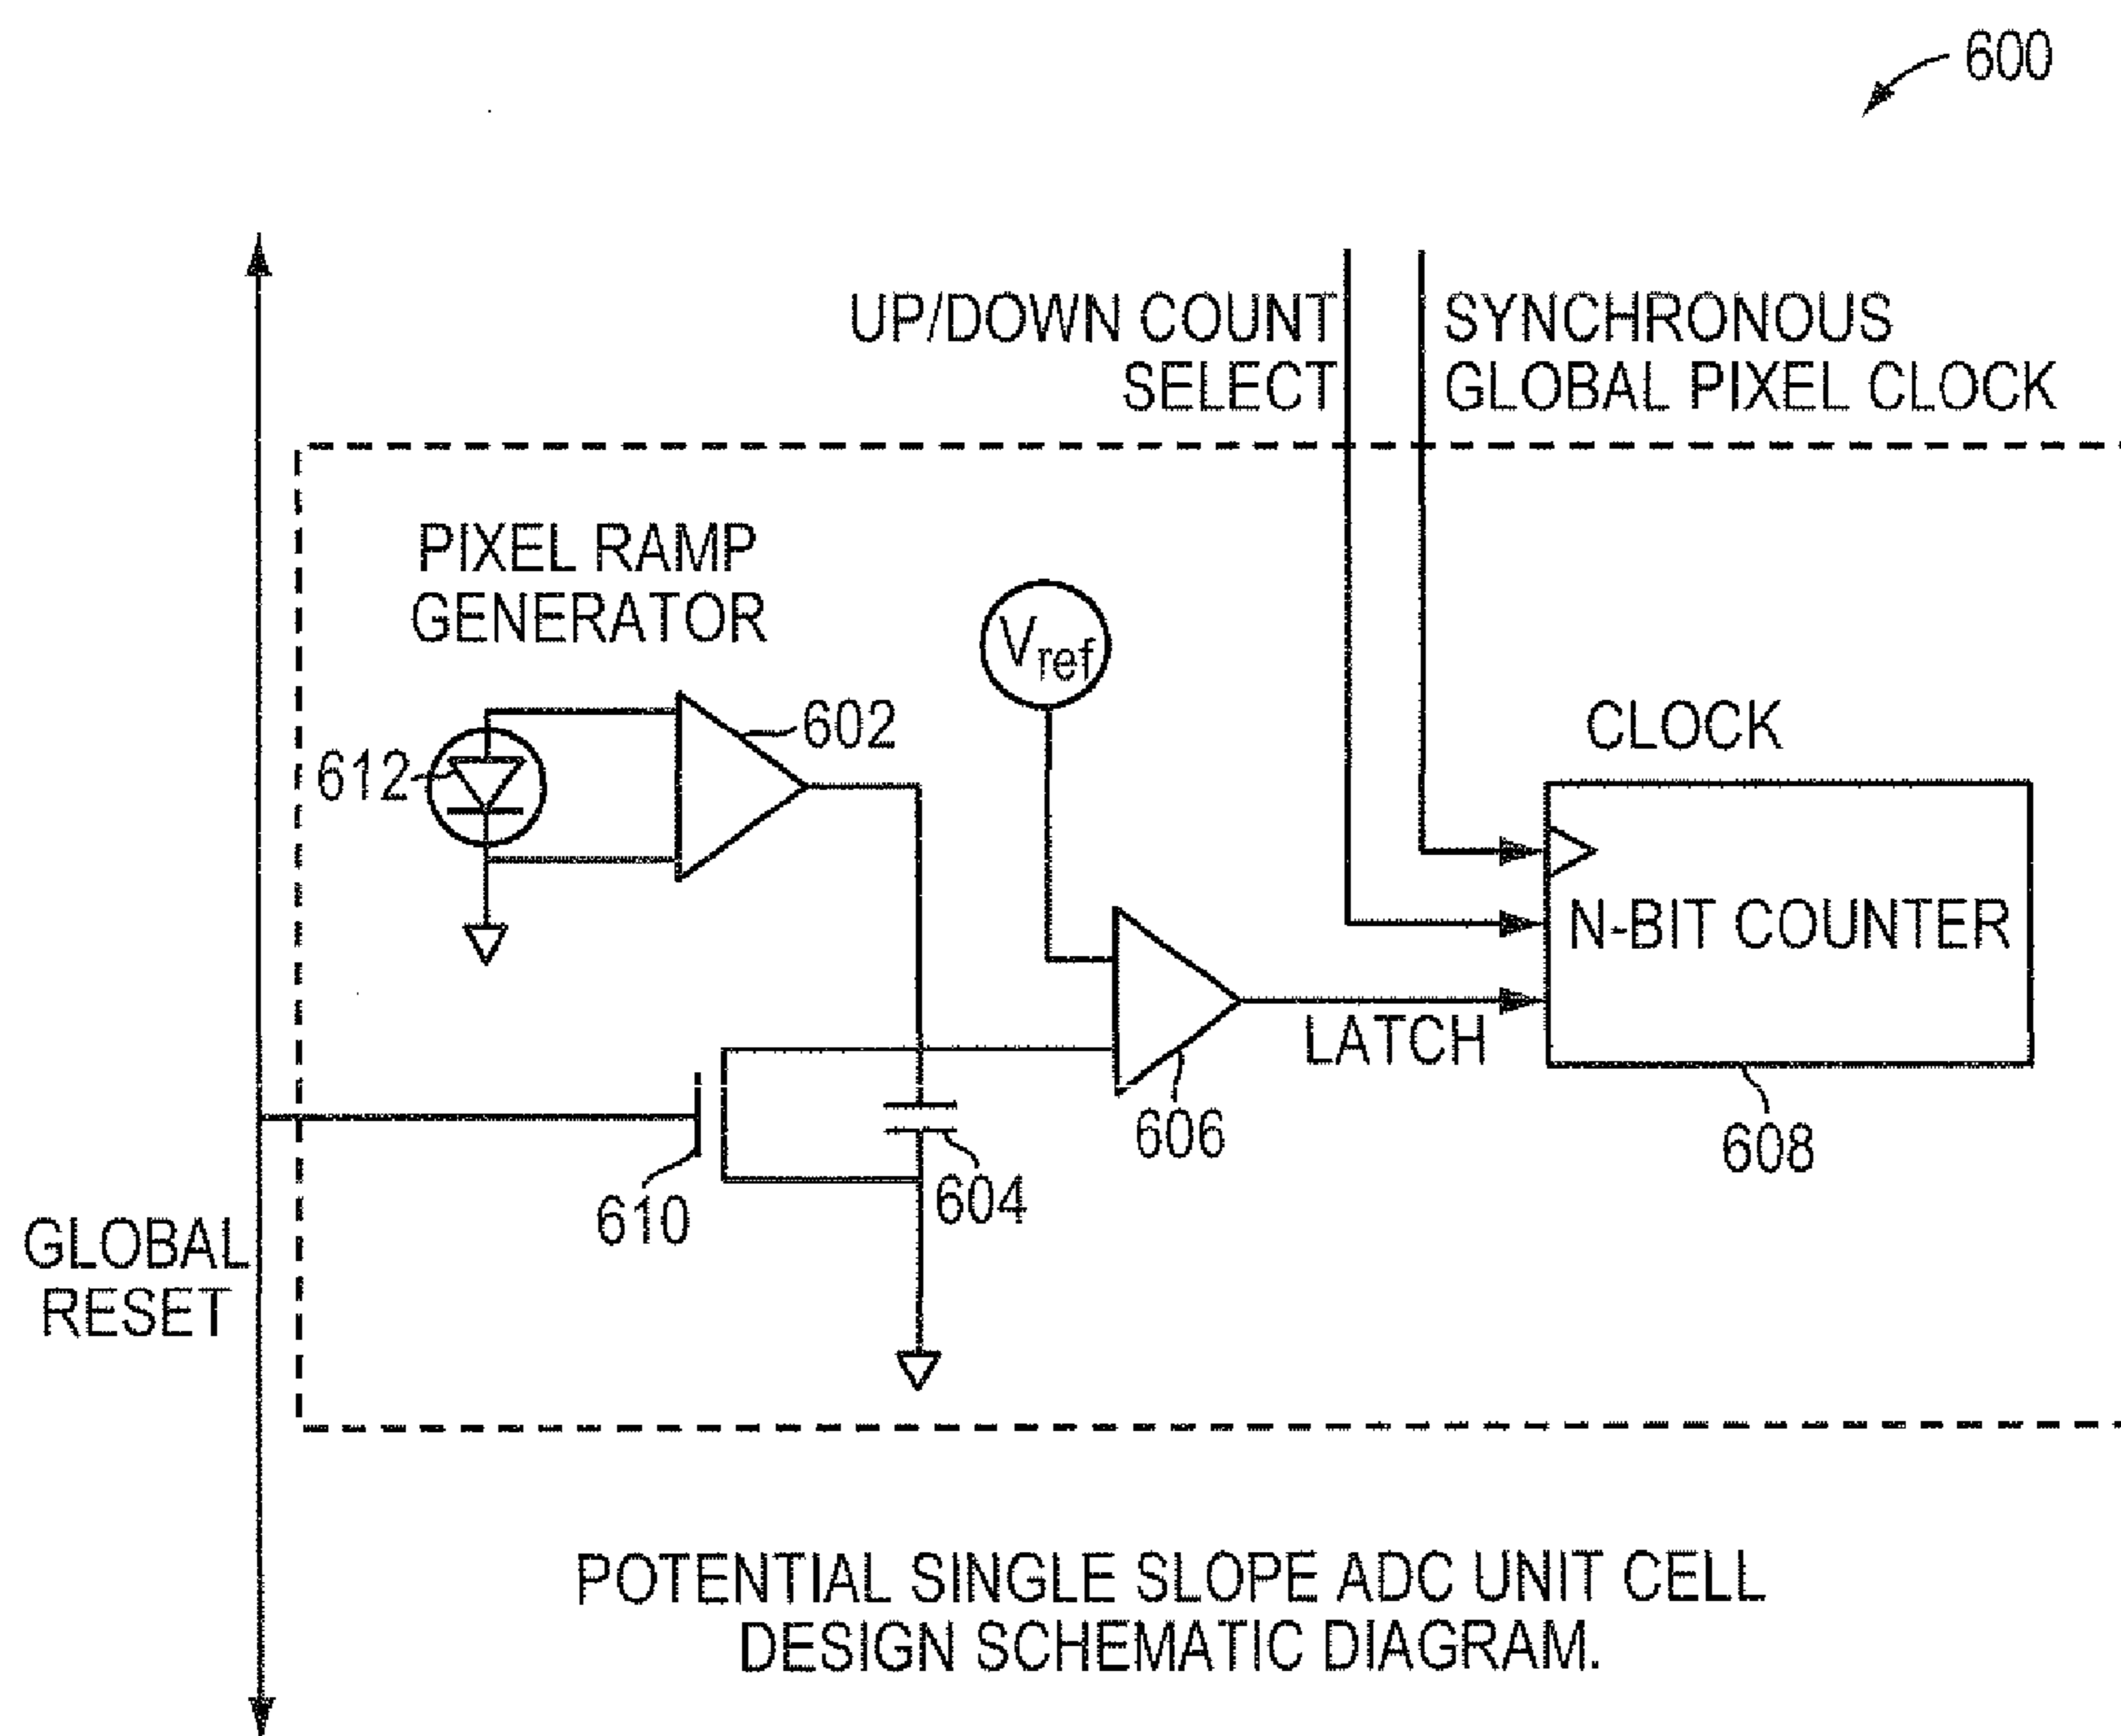 600
UP/DOWN COUNT
SELECT
SYNCHRONOUS
GLOBAL PIXEL CLOCK
PIXEL RAMP
GENERATOR
Vref
602
612
CLOCK
N-BIT COUNTER
LATCH
606
608
604
610
GLOBAL
RESET
POTENTIAL SINGLE SLOPE ADC UNIT CELL
DESIGN SCHEMATIC DIAGRAM.